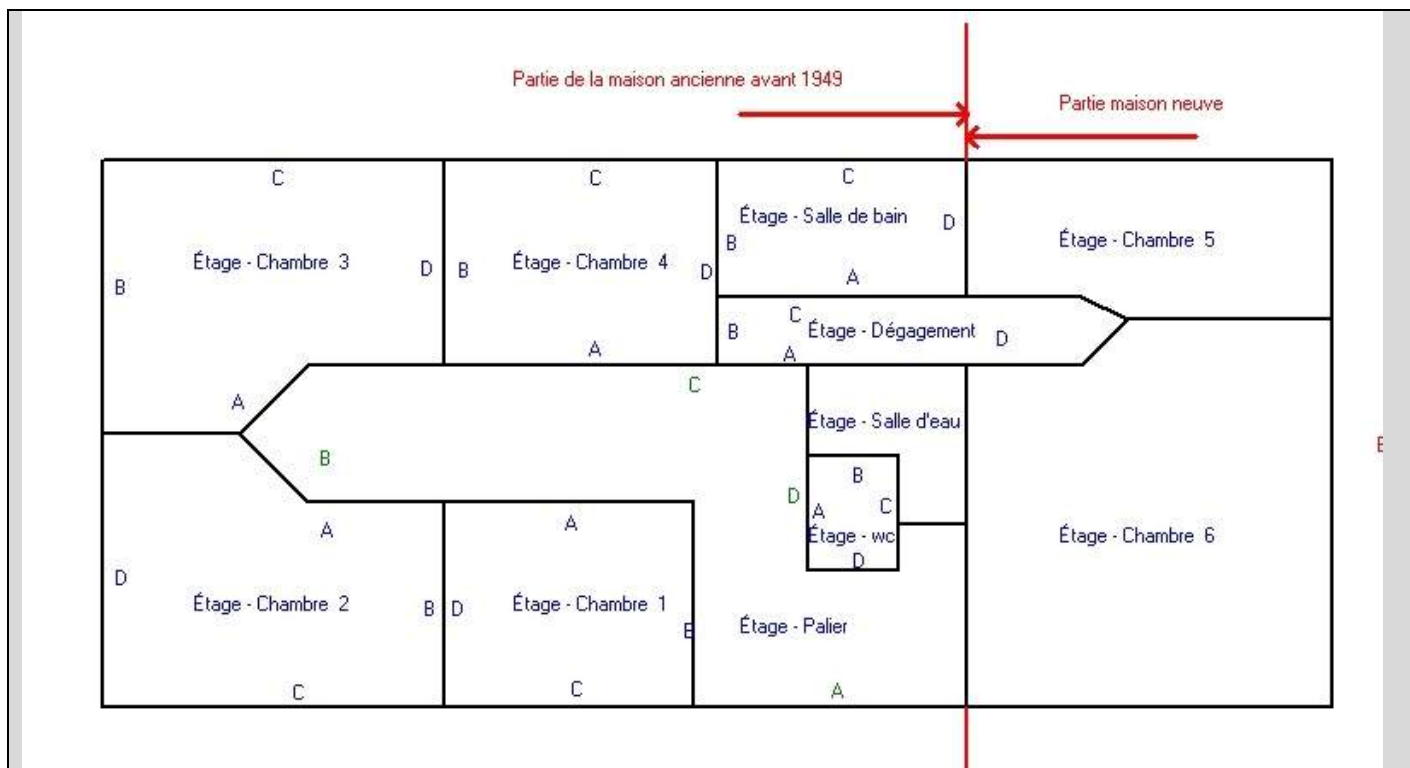 Partie de la maison ancienne avant 1949
Partie maison neuve
C
C
C
Étage - Salle de bain
D
B
Étage - Chambre 5
Étage - Chambre 3
D
B
Étage - Chambre 4
D
B
A
C
B
Étage - Dégagement
D
A
A
C
A
Étage - Salle d'eau
B
B
D
A
C
Étage - wc
D
A
A
Étage - Chambre 6
D
Étage - Chambre 2
B
D
Étage - Chambre 1
B
Étage - Palier
C
C
A